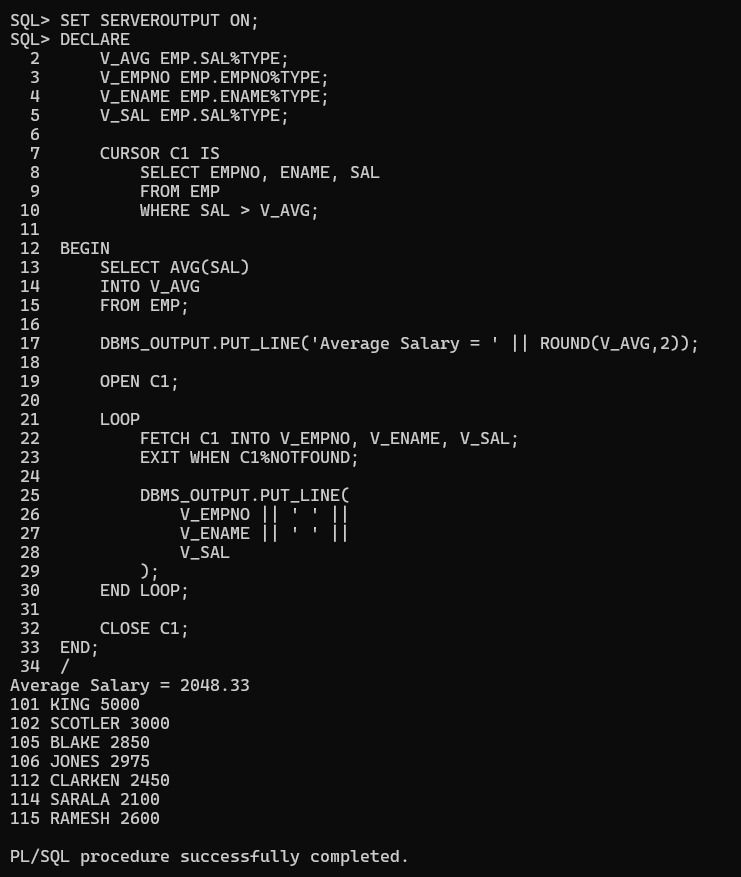 SQL> SET SERVEROUTPUT ON;
SQL> DECLARE
  2      V_AVG EMP.SAL%TYPE;
  3      V_EMPNO EMP.EMPNO%TYPE;
  4      V_ENAME EMP.ENAME%TYPE;
  5      V_SAL EMP.SAL%TYPE;
  6
  7      CURSOR C1 IS
  8          SELECT EMPNO, ENAME, SAL
  9          FROM EMP
 10          WHERE SAL > V_AVG;
 11
 12  BEGIN
 13      SELECT AVG(SAL)
 14      INTO V_AVG
 15      FROM EMP;
 16
 17      DBMS_OUTPUT.PUT_LINE('Average Salary = ' || ROUND(V_AVG,2));
 18
 19      OPEN C1;
 20
 21      LOOP
 22          FETCH C1 INTO V_EMPNO, V_ENAME, V_SAL;
 23          EXIT WHEN C1%NOTFOUND;
 24
 25          DBMS_OUTPUT.PUT_LINE(
 26              V_EMPNO || ' ' ||
 27              V_ENAME || ' ' ||
 28              V_SAL
 29          );
 30      END LOOP;
 31
 32      CLOSE C1;
 33  END;
 34  /
Average Salary = 2048.33
101 KING 5000
102 SCOTLER 3000
105 BLAKE 2850
106 JONES 2975
112 CLARKEN 2450
114 SARALA 2100
115 RAMESH 2600

PL/SQL procedure successfully completed.